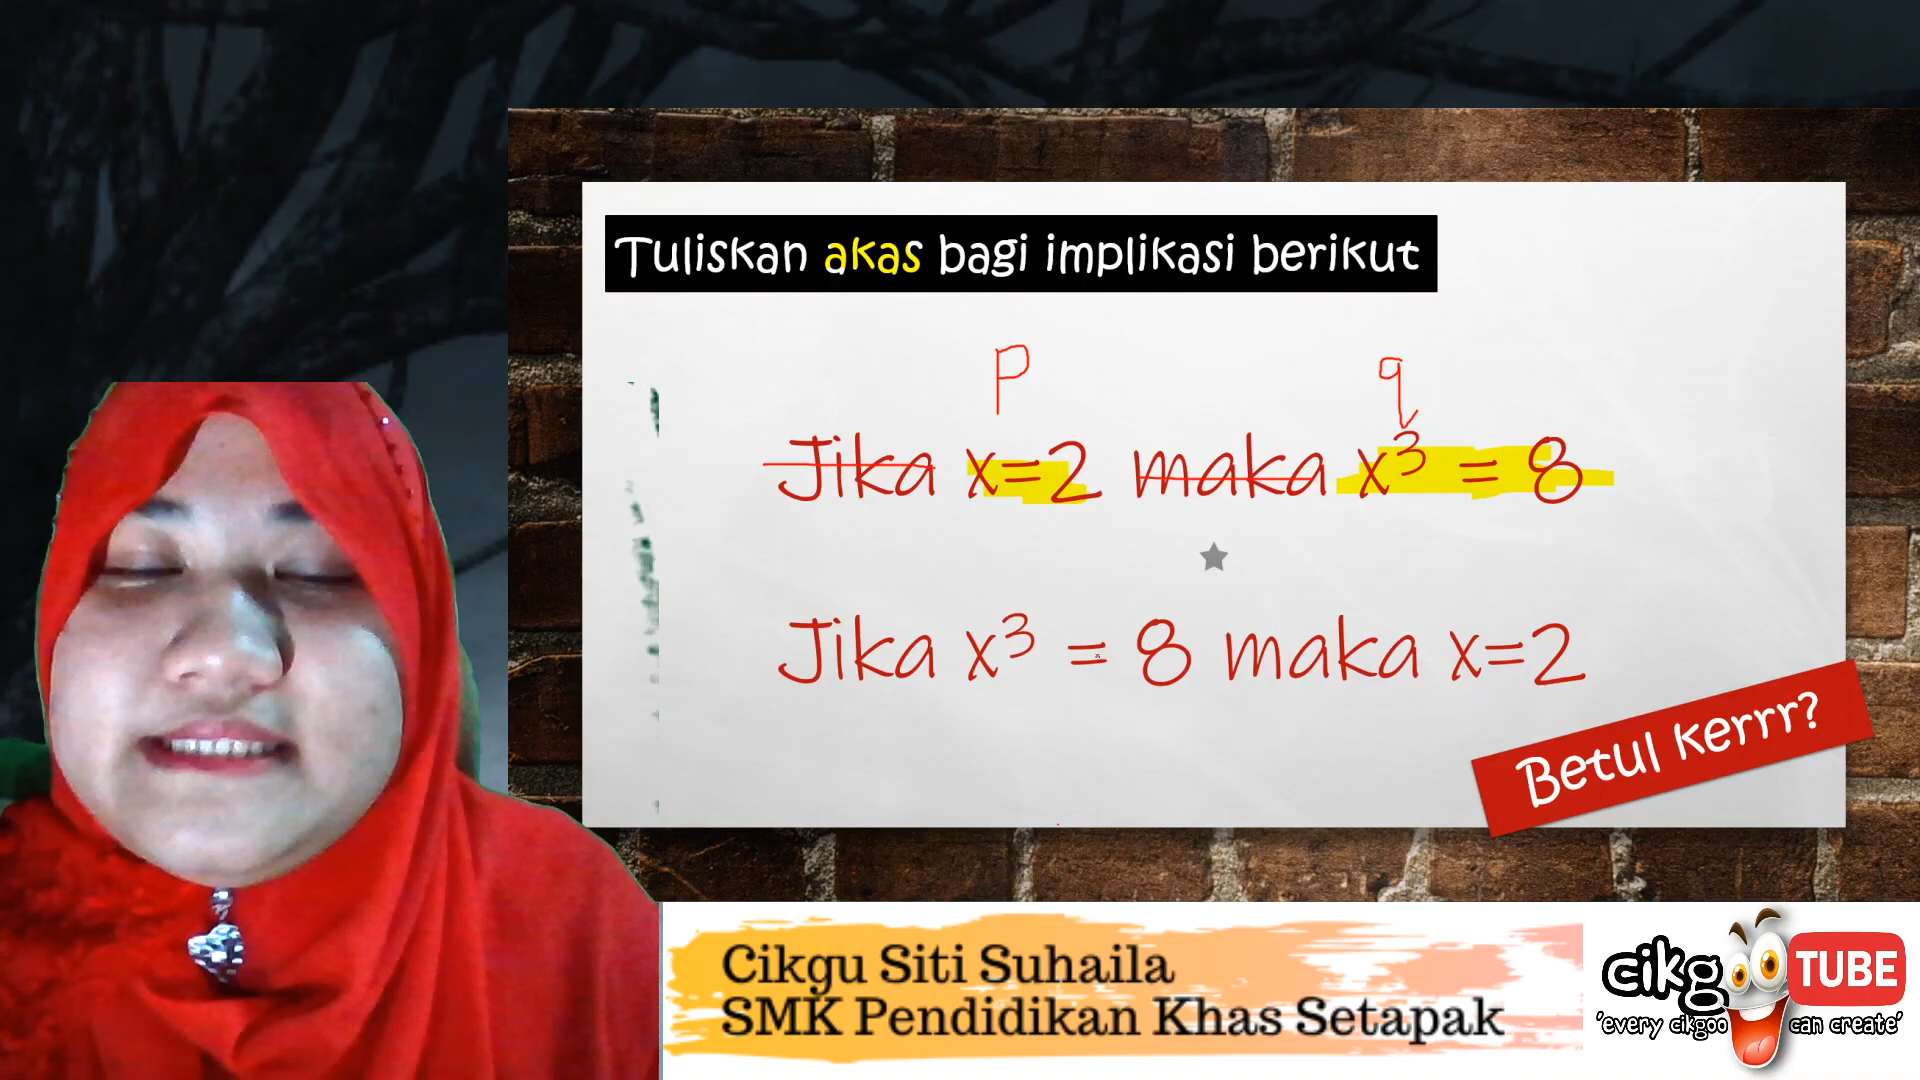 Tuliskan akas bagi implikasi berikut
p q
Jika x=2 maka x³ = 8
Jika x³ = 8 maka x=2
Betul kerrr?
Cikgu Siti Suhaila
SMK Pendidikan Khas Setapak
cikgoo TUBE
'every cikgoo can create'